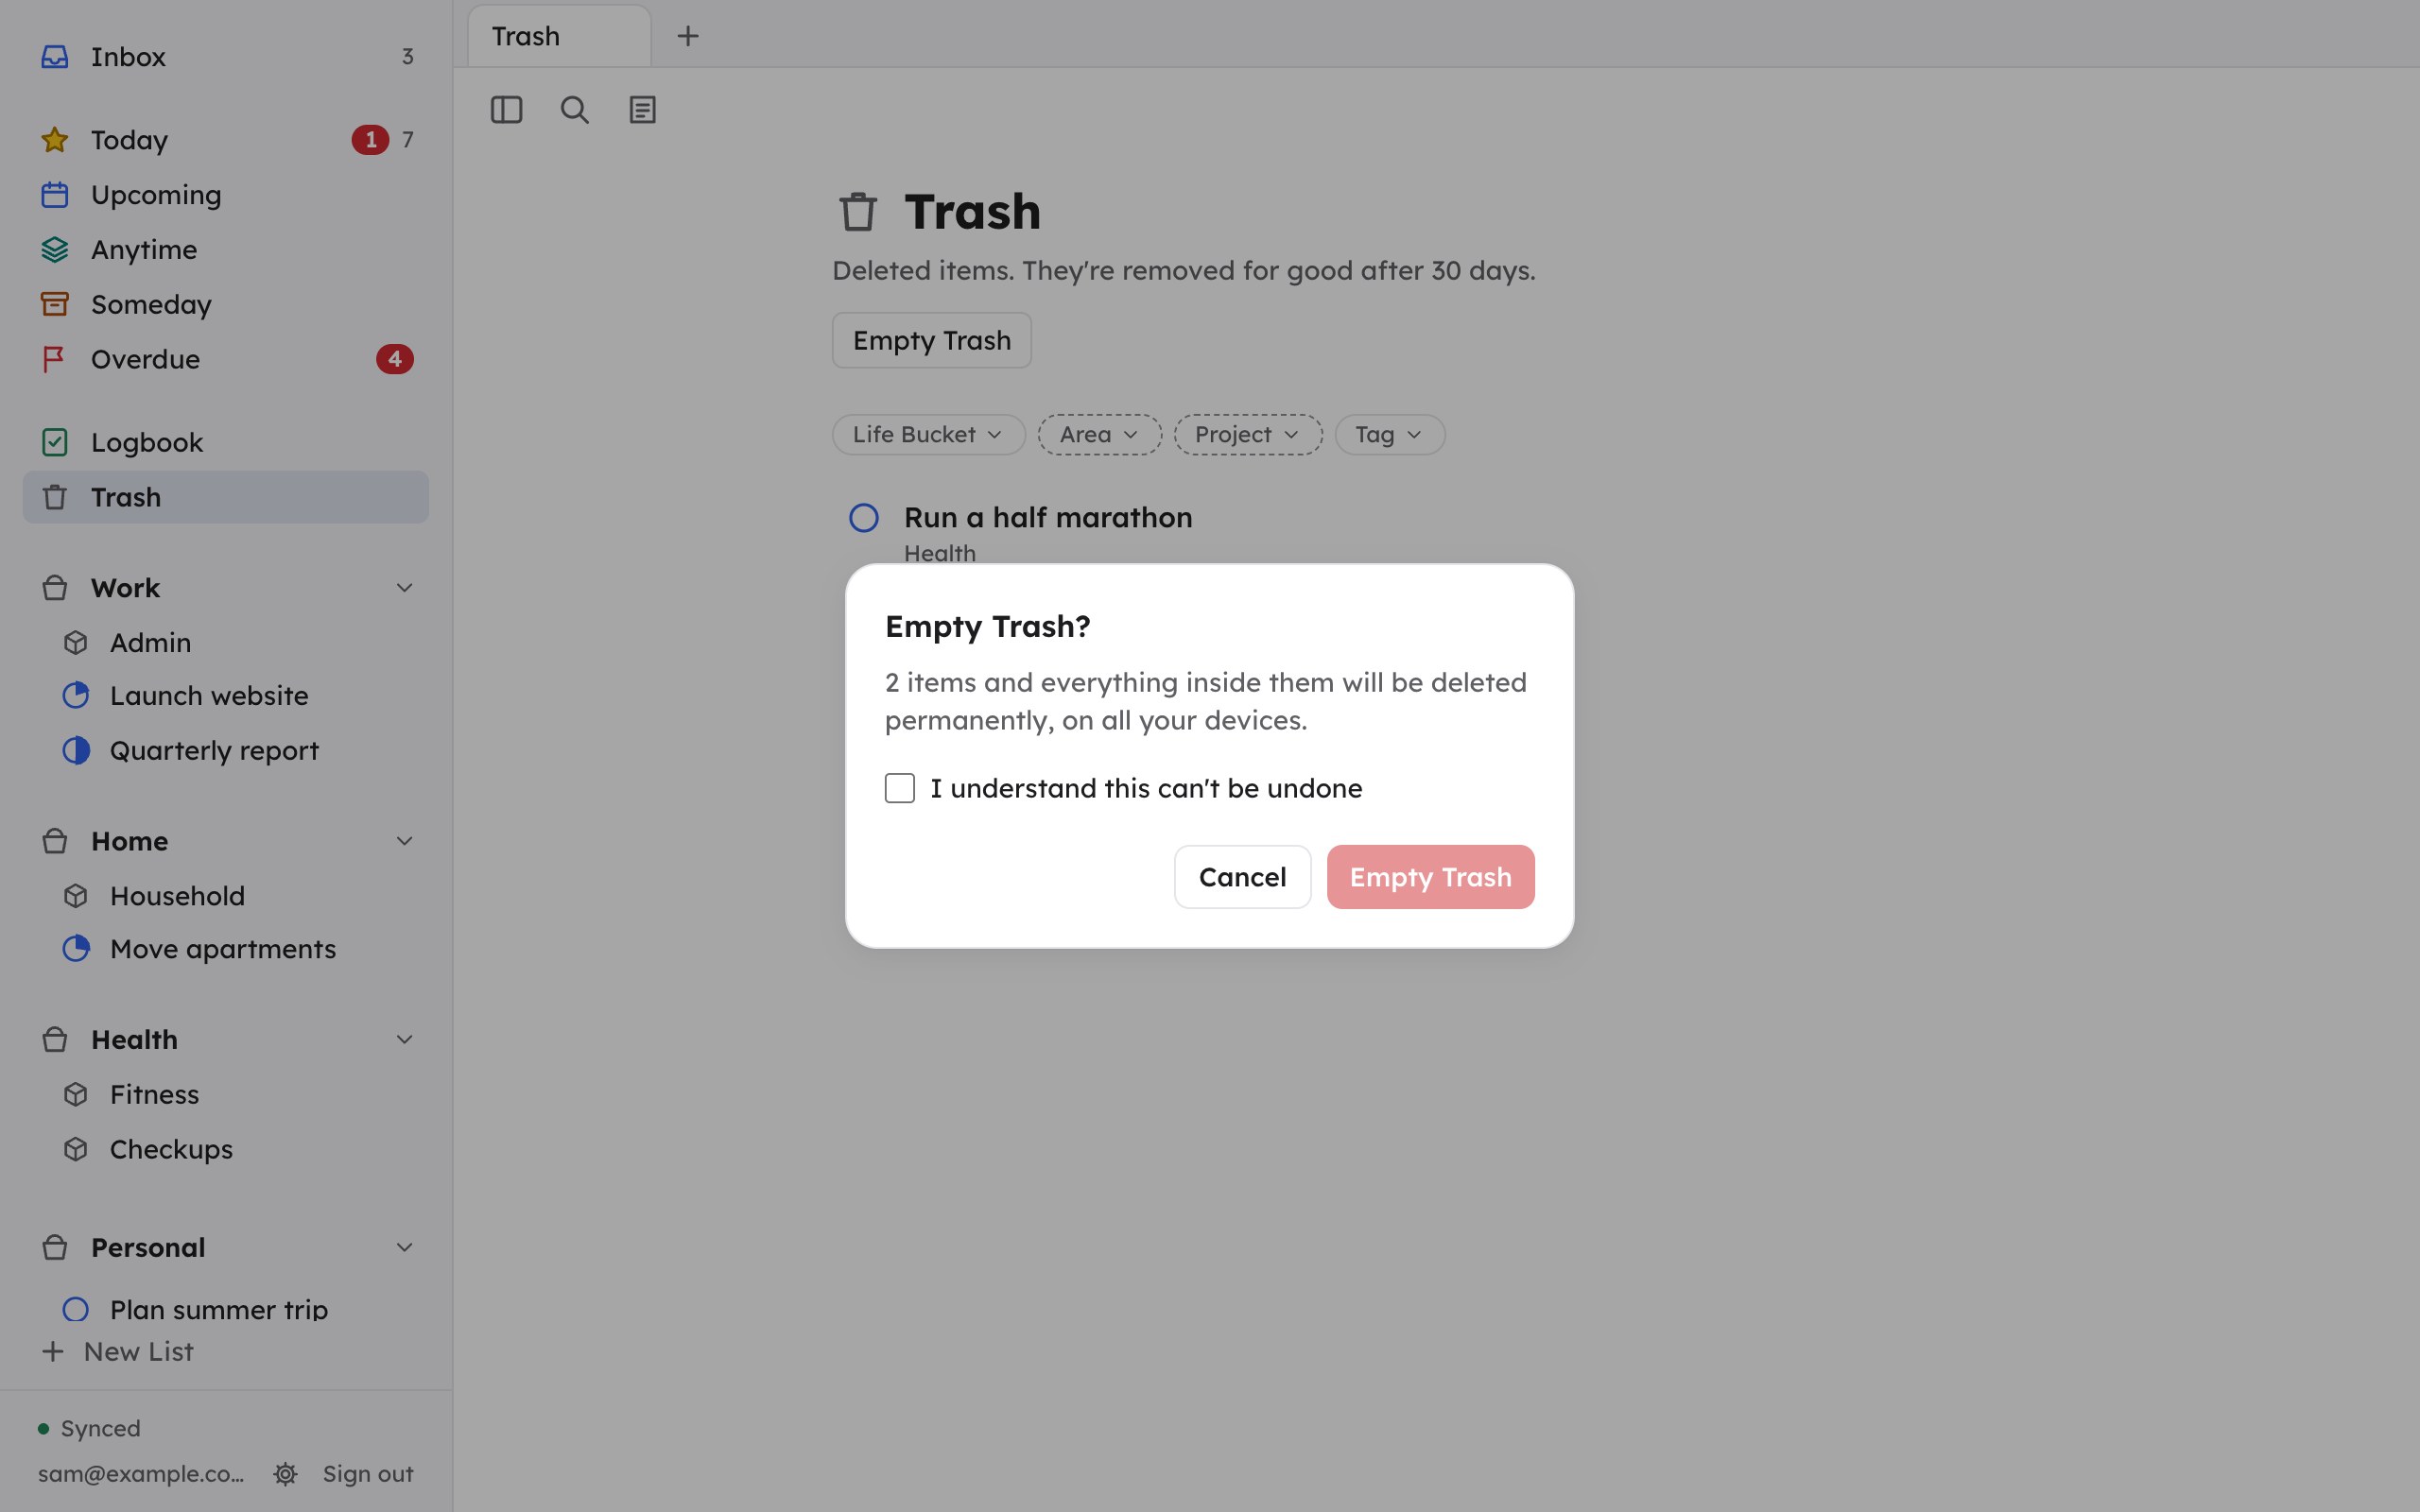 Inbox 3
Today 1 7
Upcoming
Anytime
Someday
Overdue 4
Logbook
Trash
Work
Admin
Launch website
Quarterly report
Home
Household
Move apartments
Health
Fitness
Checkups
Personal
Plan summer trip
New List
Synced
sam@example.co... Sign out
Trash
Trash
Deleted items. They're removed for good after 30 days.
Empty Trash
Life Bucket Area Project Tag
Run a half marathon
Health
Empty Trash?
2 items and everything inside them will be deleted
permanently, on all your devices.
I understand this can't be undone
Cancel Empty Trash